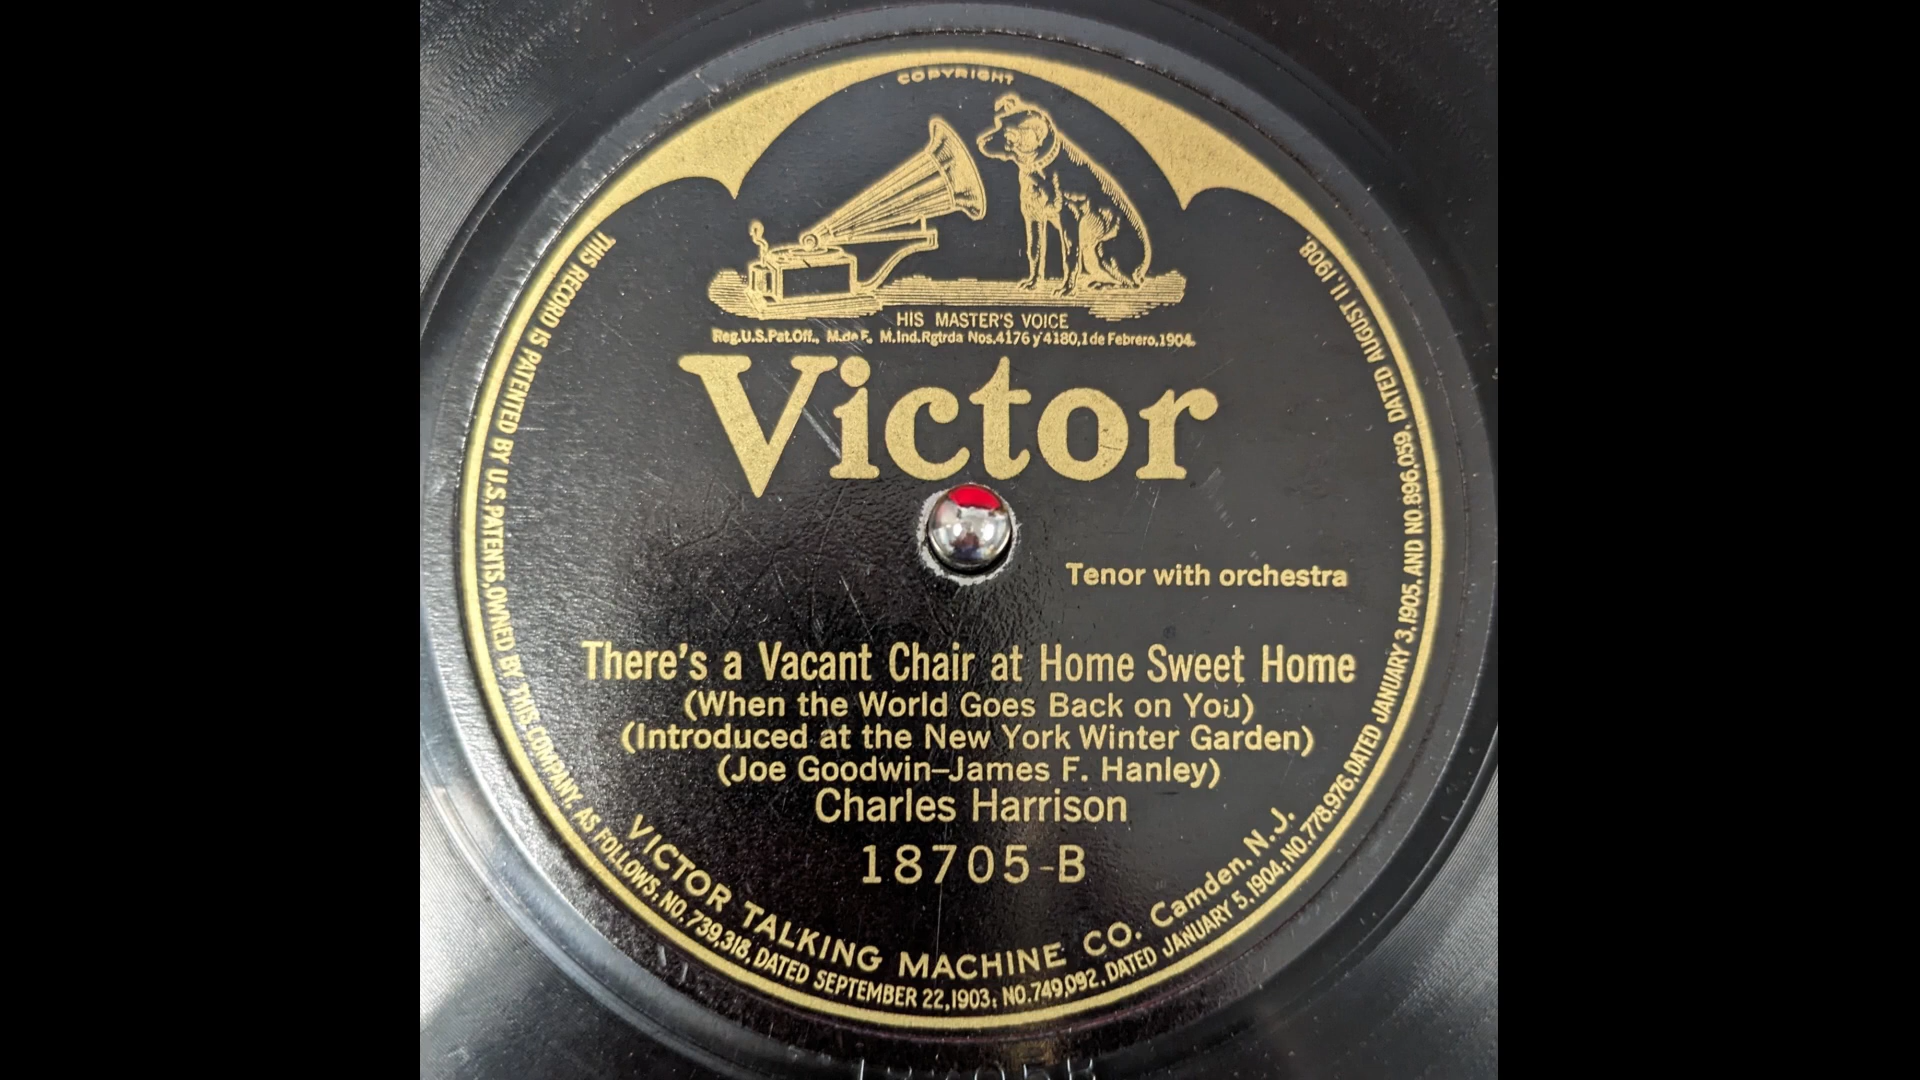 COPYRIGHT
HIS MASTER'S VOICE
Reg.U.S.Pat.Off., M.de F. M.Ind.Rgtrda Nos.4176 y 4180,1 de Febrero,1904.
Victor
Tenor with orchestra
There's a Vacant Chair at Home Sweet Home
(When the World Goes Back on You)
(Introduced at the New York Winter Garden)
(Joe Goodwin–James F. Hanley)
Charles Harrison
18705-B
VICTOR TALKING MACHINE CO. Camden, N.J.
THIS RECORD IS PATENTED BY U.S.PATENTS, OWNED BY THIS COMPANY, AS FOLLOWS: NO.739,318, DATED SEPTEMBER 22,1903; NO.749,092, DATED JANUARY 5,1904; NO.778,976, DATED JANUARY 3,1905, AND NO.896,059, DATED AUGUST 11,1908.